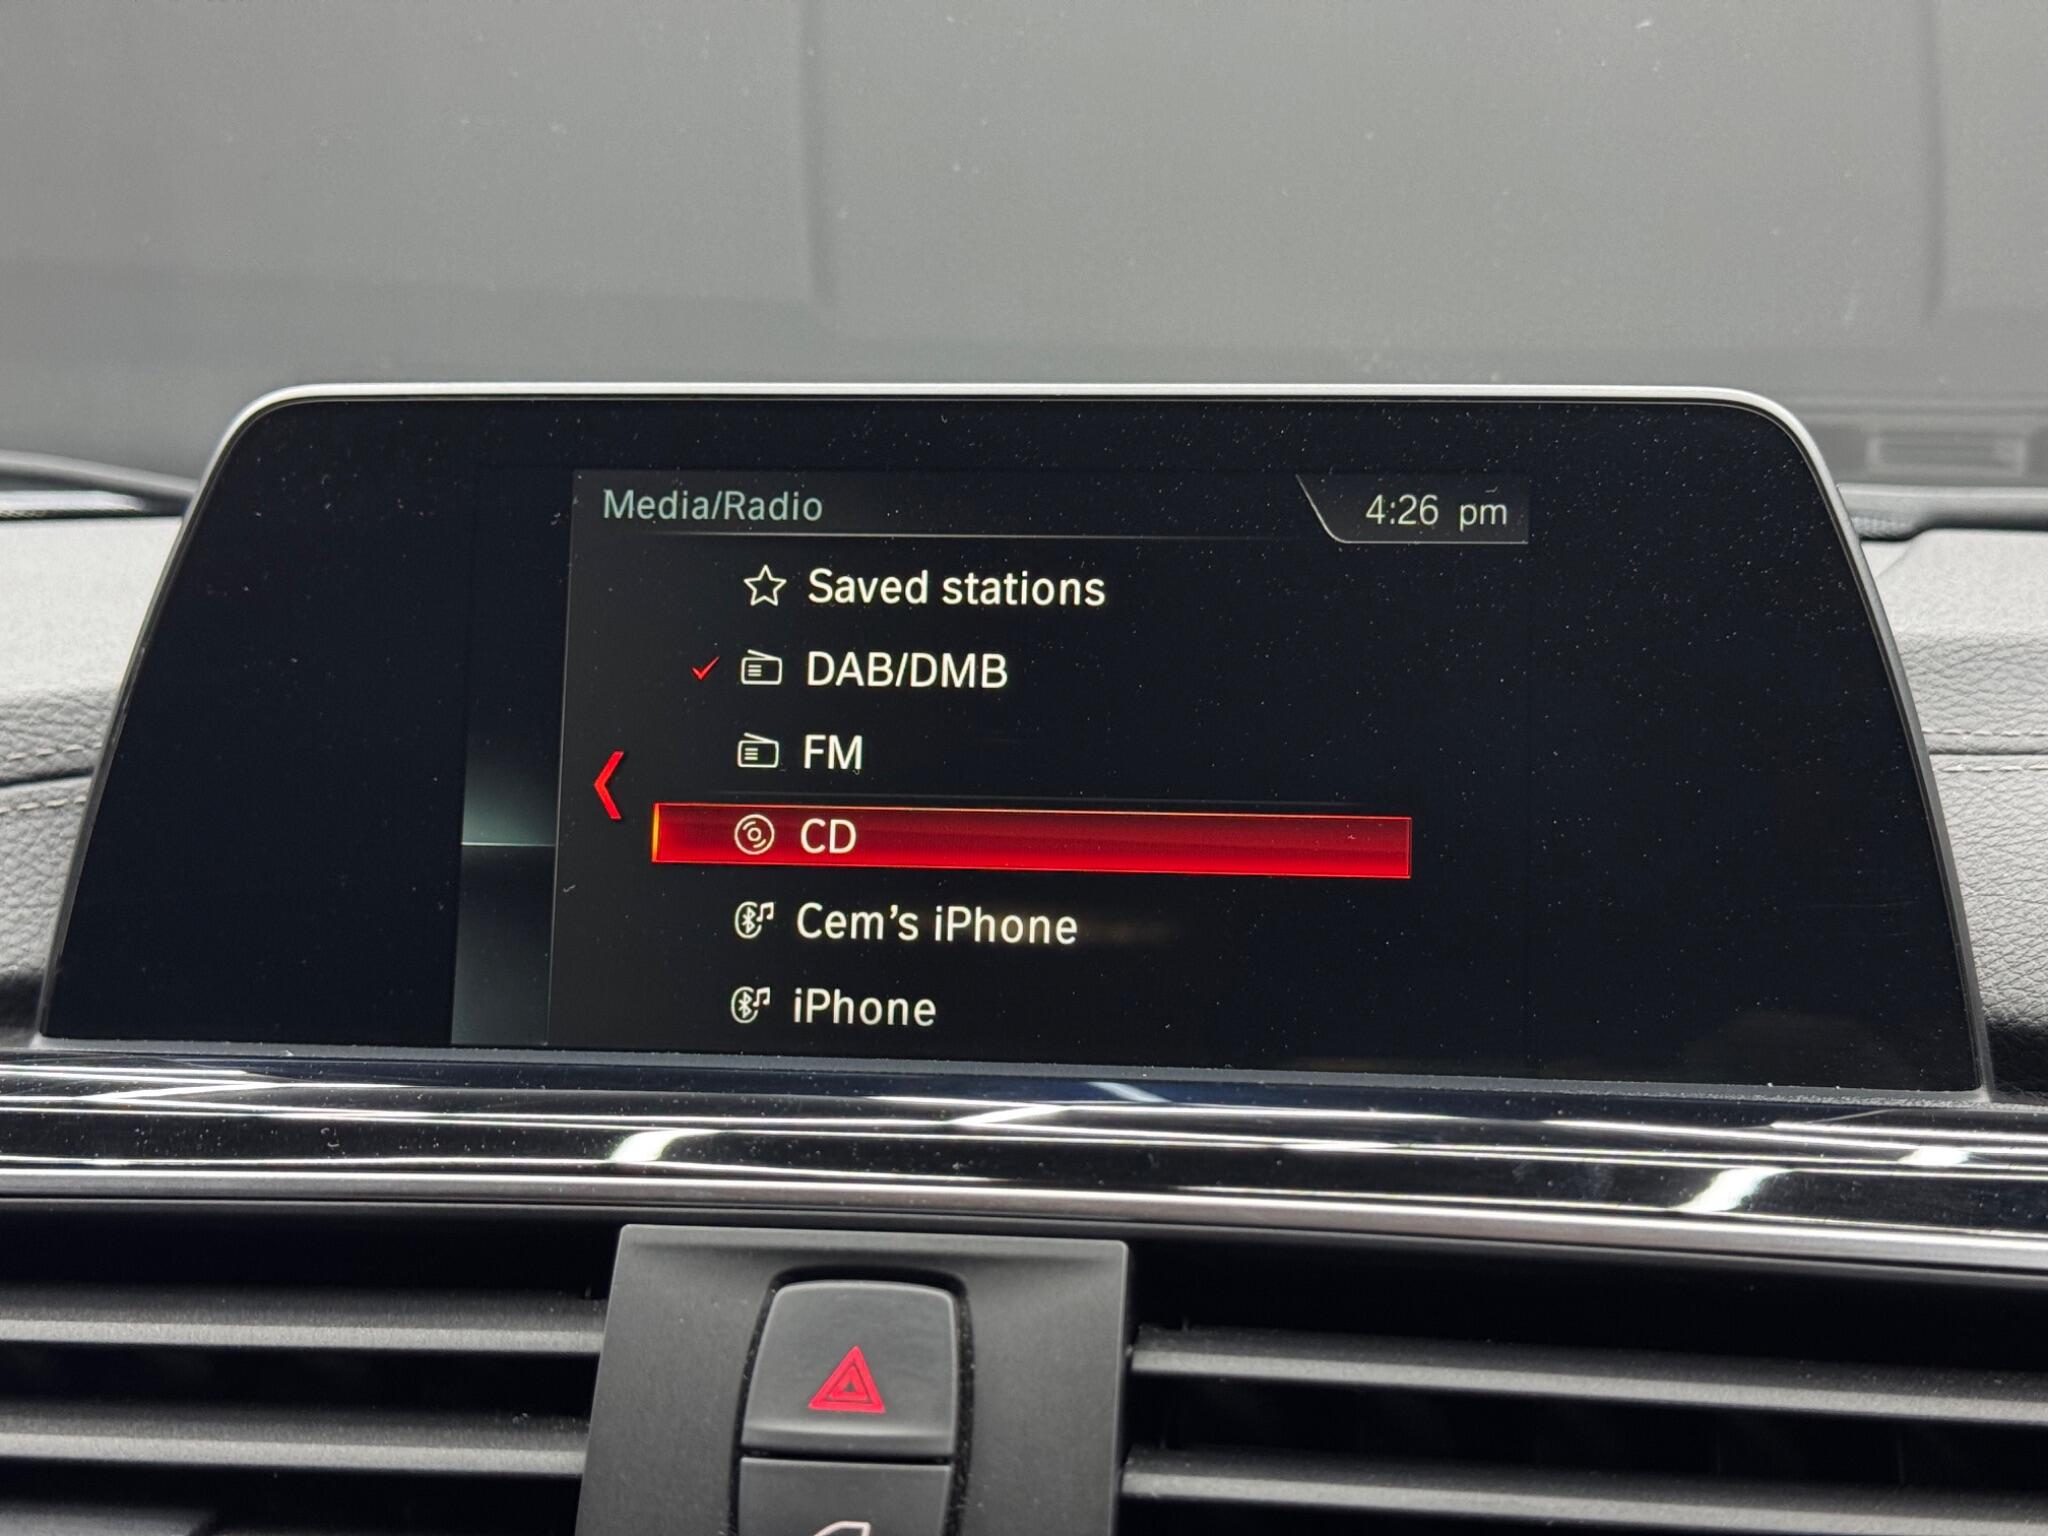 Media/Radio
4:26 pm
Saved stations
DAB/DMB
FM
CD
Cem’s iPhone
iPhone